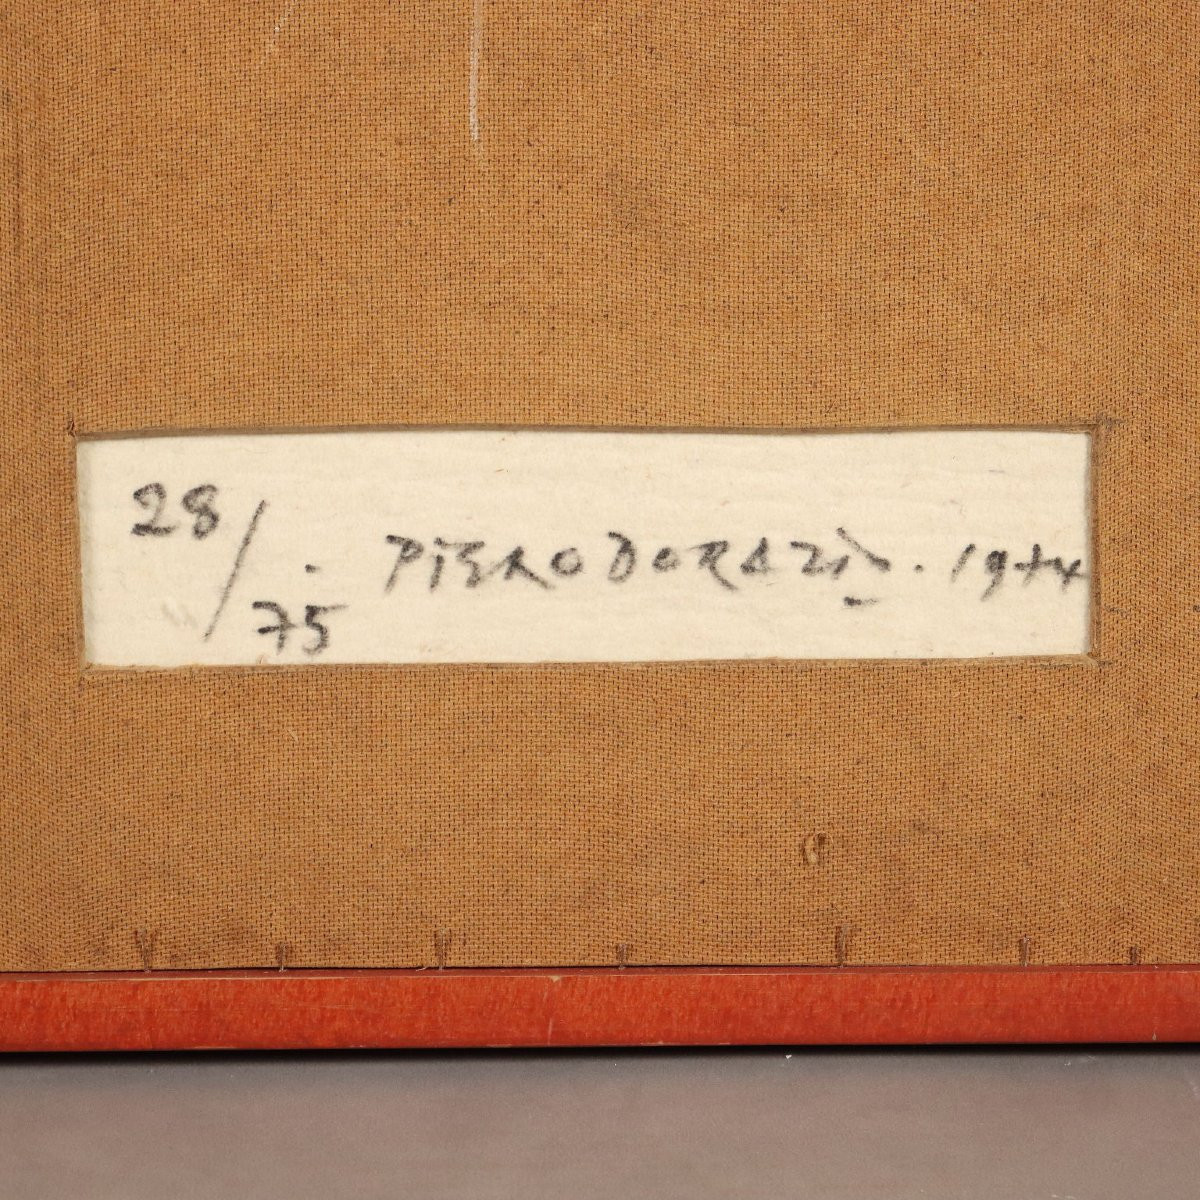 28/75 . PIERO DORAZIO . 1974